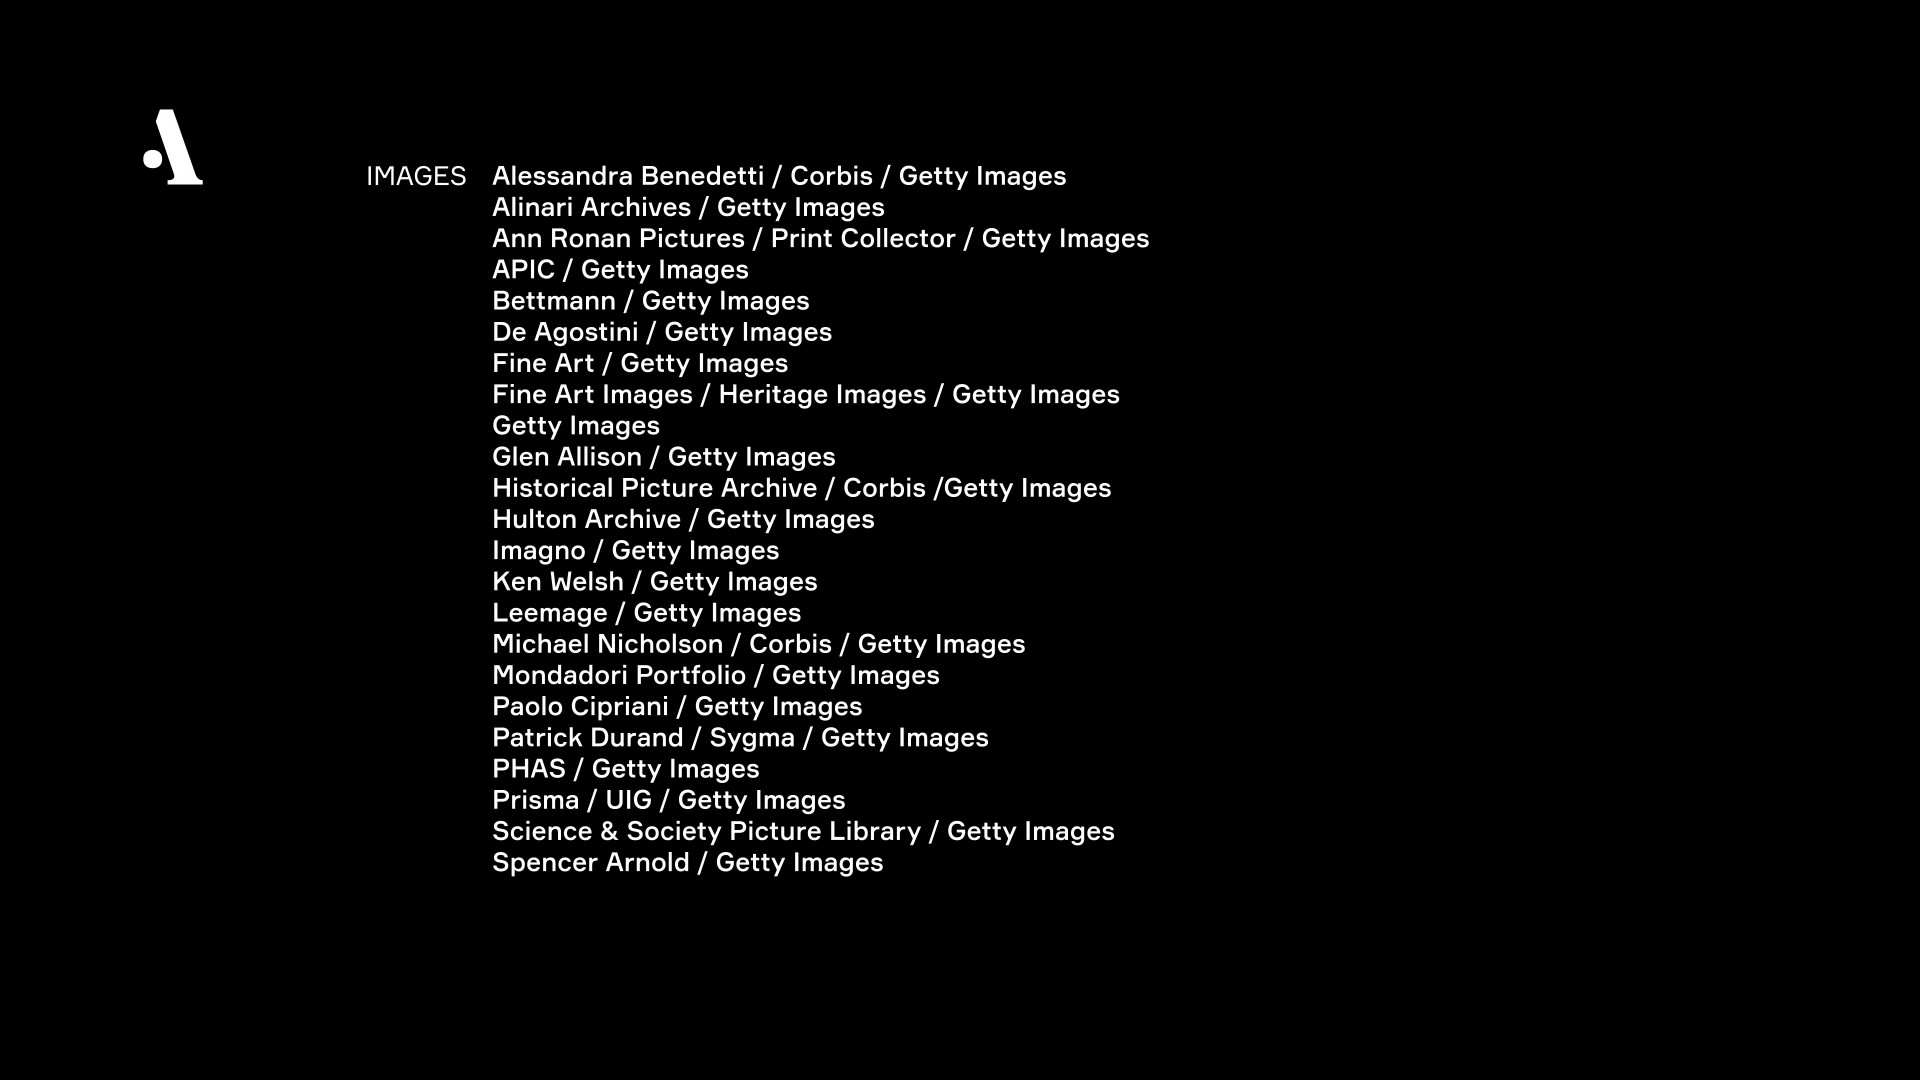 IMAGES Alessandra Benedetti / Corbis / Getty Images
Alinari Archives / Getty Images
Ann Ronan Pictures / Print Collector / Getty Images
APIC / Getty Images
Bettmann / Getty Images
De Agostini / Getty Images
Fine Art / Getty Images
Fine Art Images / Heritage Images / Getty Images
Getty Images
Glen Allison / Getty Images
Historical Picture Archive / Corbis /Getty Images
Hulton Archive / Getty Images
Imagno / Getty Images
Ken Welsh / Getty Images
Leemage / Getty Images
Michael Nicholson / Corbis / Getty Images
Mondadori Portfolio / Getty Images
Paolo Cipriani / Getty Images
Patrick Durand / Sygma / Getty Images
PHAS / Getty Images
Prisma / UIG / Getty Images
Science & Society Picture Library / Getty Images
Spencer Arnold / Getty Images